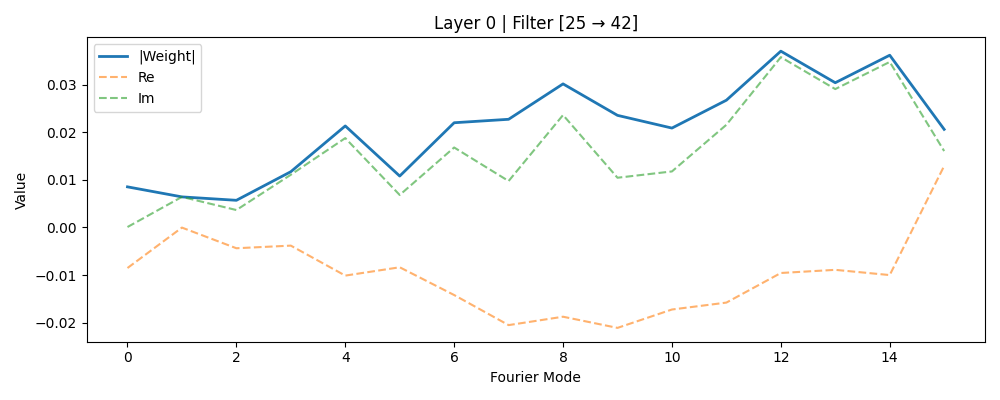 Layer 0 | Filter [25 → 42]
|Weight|
Re
Im
0.03
0.02
0.01
0.00
−0.01
−0.02
Value
0 2 4 6 8 10 12 14
Fourier Mode